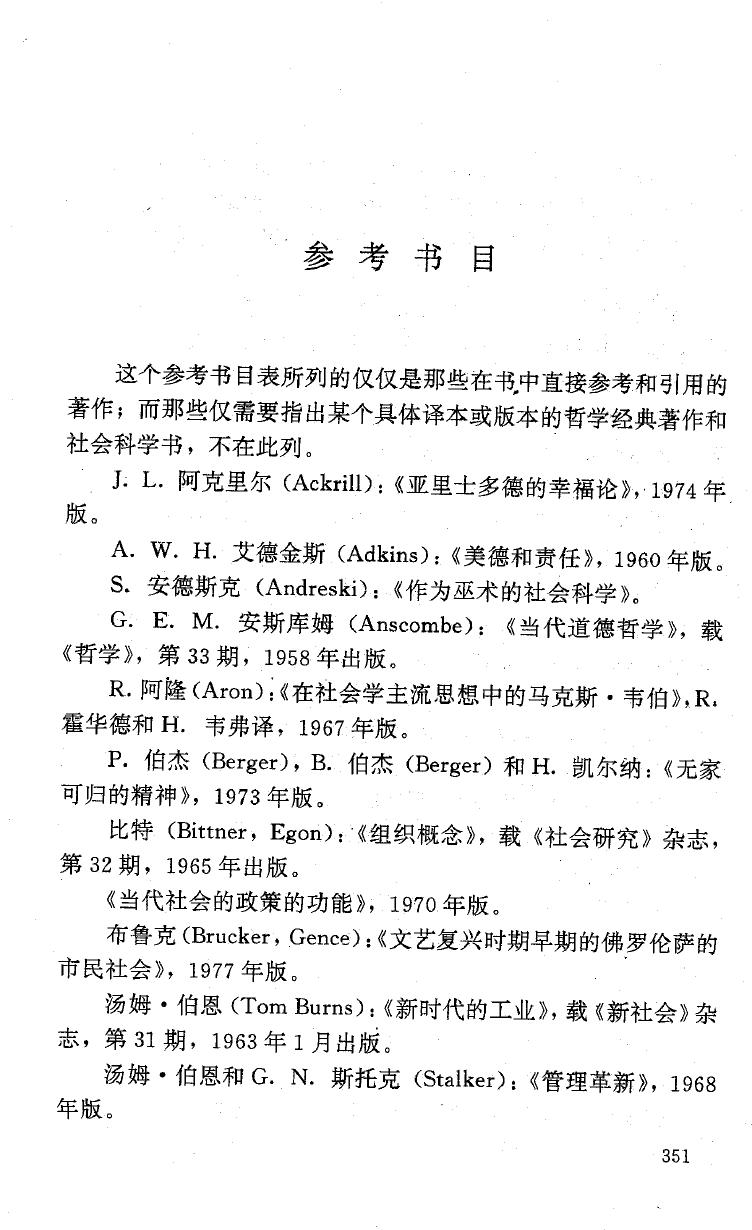 参考书目
这个参考书目表所列的仅仅是那些在书中直接参考和引用的
著作；而那些仅需要指出某个具体译本或版本的哲学经典著作和
社会科学书，不在此列。
J. L. 阿克里尔（Ackrill）：《亚里士多德的幸福论》，1974 年
版。
A. W. H. 艾德金斯（Adkins）：《美德和责任》，1960 年版。
S. 安德斯克（Andreski）：《作为巫术的社会科学》。
G. E. M. 安斯库姆（Anscombe）：《当代道德哲学》，载
《哲学》，第 33 期，1958 年出版。
R. 阿隆（Aron）：《在社会学主流思想中的马克斯·韦伯》，R.
霍华德和 H. 韦弗译，1967 年版。
P. 伯杰（Berger），B. 伯杰（Berger）和 H. 凯尔纳：《无家
可归的精神》，1973 年版。
比特（Bittner，Egon）：《组织概念》，载《社会研究》杂志，
第 32 期，1965 年出版。
《当代社会的政策的功能》，1970 年版。
布鲁克（Brucker，Gence）：《文艺复兴时期早期的佛罗伦萨的
市民社会》，1977 年版。
汤姆·伯恩（Tom Burns）：《新时代的工业》，载《新社会》杂
志，第 31 期，1963 年 1 月出版。
汤姆·伯恩和 G. N. 斯托克（Stalker）：《管理革新》，1968
年版。
351